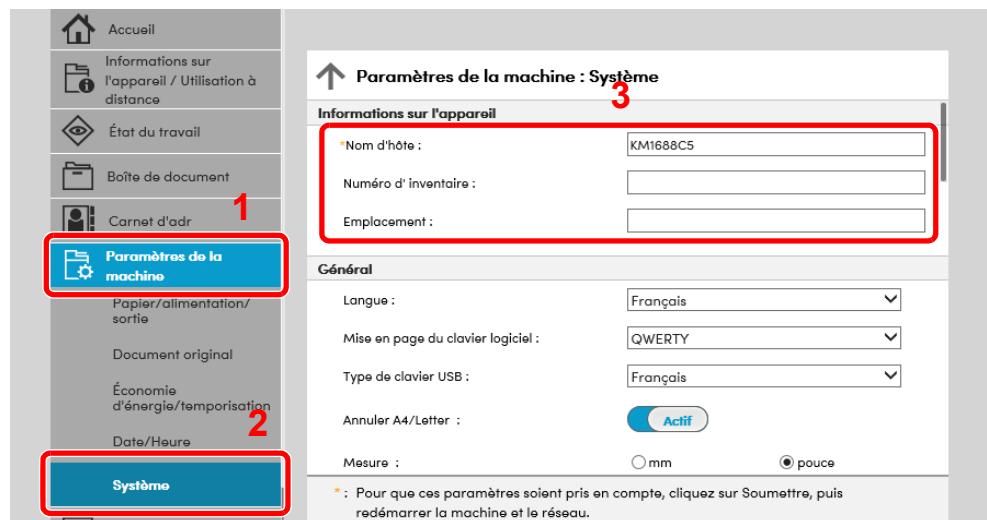 Accueil
Informations sur
l'appareil / Utilisation à
distance
État du travail
Boîte de document
1
Carnet d'adr
Paramètres de la
machine
Papier/alimentation/
sortie
Document original
Économie
d'énergie/temporisation
2
Date/Heure
Système
Paramètres de la machine : Système
3
Informations sur l'appareil
*Nom d'hôte : KM1688C5
Numéro d' inventaire :
Emplacement :
Général
Langue : Français
Mise en page du clavier logiciel : QWERTY
Type de clavier USB : Français
Annuler A4/Letter : Actif
Mesure : mm pouce
* : Pour que ces paramètres soient pris en compte, cliquez sur Soumettre, puis
redémarrer la machine et le réseau.